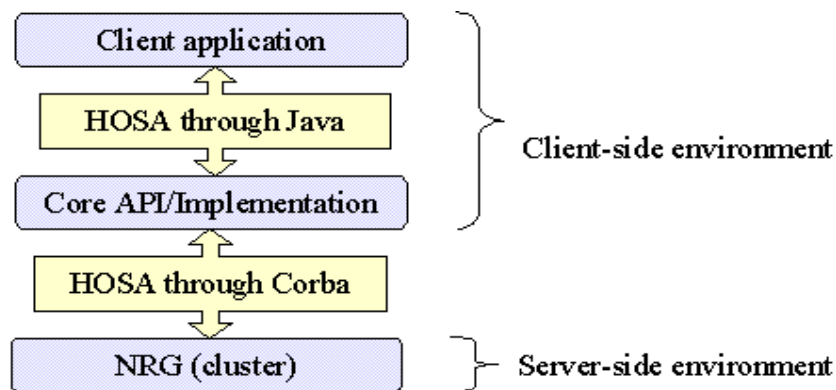 Client application
HOSA through Java
Client-side environment
Core API/Implementation
HOSA through Corba
NRG (cluster)
Server-side environment